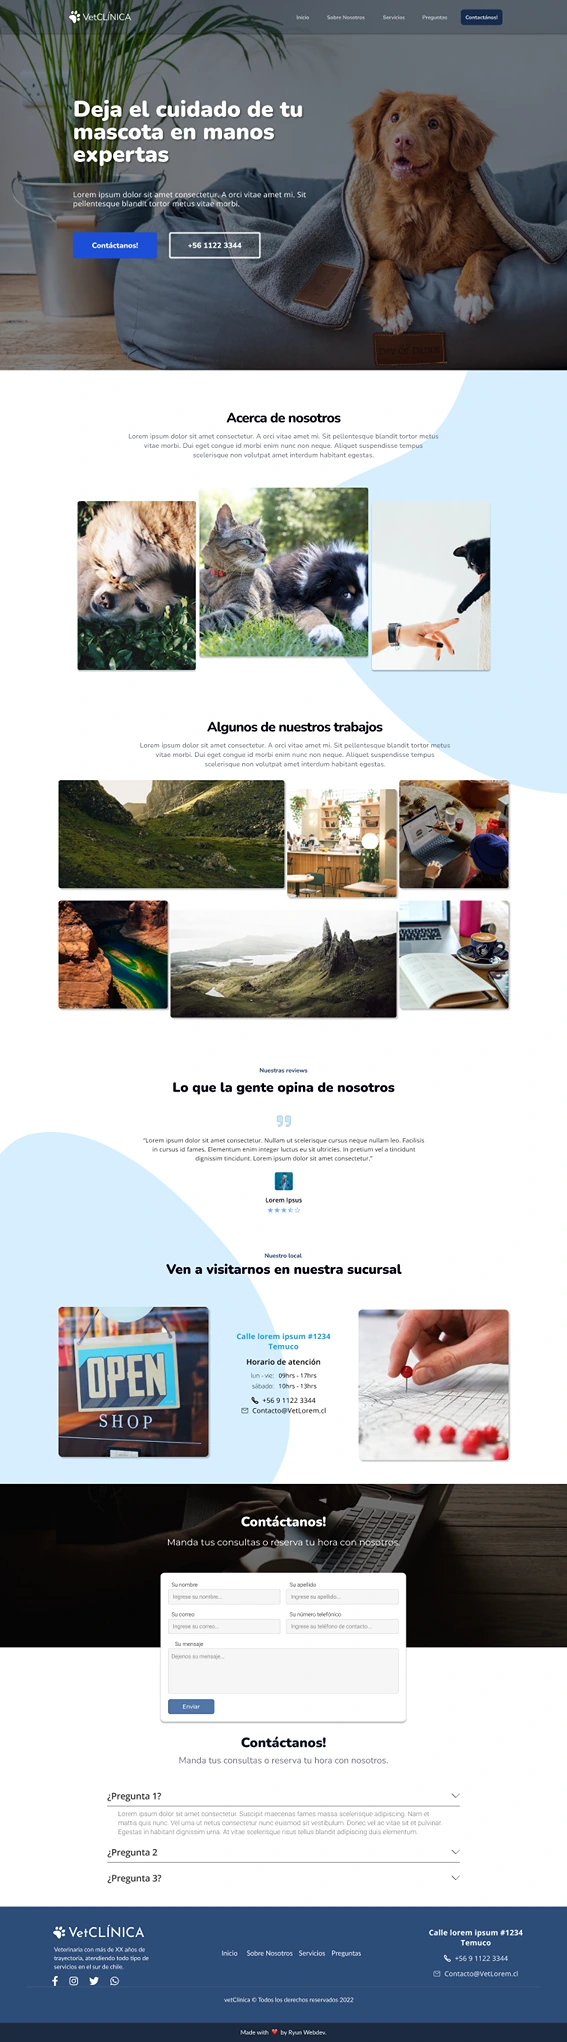 VetCLÍNICA
Inicio
Sobre Nosotros
Servicios
Preguntas
Contactános!
Deja el cuidado de tu
mascota en manos
expertas
Lorem ipsum dolor sit amet consectetur. A orci vitae amet mi. Sit
pellentesque blandit tortor metus vitae morbi.
Contáctanos!
+56 1122 3344
Acerca de nosotros
Lorem ipsum dolor sit amet consectetur. A orci vitae amet mi. Sit pellentesque blandit tortor metus
vitae morbi. Dui eget congue id morbi enim nunc non neque. Aliquet suspendisse tempus
scelerisque non volutpat amet interdum habitant egestas.
Algunos de nuestros trabajos
Lorem ipsum dolor sit amet consectetur. A orci vitae amet mi. Sit pellentesque blandit tortor metus
vitae morbi. Dui eget congue id morbi enim nunc non neque. Aliquet suspendisse tempus
scelerisque non volutpat amet interdum habitant egestas.
Nuestras reviews
Lo que la gente opina de nosotros
"Lorem ipsum dolor sit amet consectetur. Nullam ut scelerisque cursus neque nullam leo. Facilisis
in cursus id fames. Elementum enim integer luctus eu sit ultricies. In pretium vel a tincidunt
dignissim tincidunt. Lorem ipsum dolor sit amet consectetur."
Lorem Ipsus
Nuestro local
Ven a visitarnos en nuestra sucursal
OPEN
SHOP
Calle lorem ipsum #1234
Temuco
Horario de atención
lun - vie: 09hrs - 17hrs
sábado: 10hrs - 13hrs
+56 9 1122 3344
Contacto@VetLorem.cl
Contáctanos!
Manda tus consultas o reserva tu hora con nosotros.
Su nombre
Su apellido
Ingrese su nombre...
Ingrese su apellido...
Su correo
Su número telefónico
Ingrese su correo...
Ingrese su teléfono de contacto...
Su mensaje
Déjenos su mensaje...
Enviar
Contáctanos!
Manda tus consultas o reserva tu hora con nosotros.
¿Pregunta 1?
Lorem ipsum dolor sit amet consectetur. Suscipit maecenas fames massa scelerisque adipiscing. Nam et
mattis quis nunc. Vel urna ut netus consectetur nunc euismod sit vestibulum. Donec vel ac vitae sit et pulvinar.
Egestas in habitant dignissim urna. At vitae scelerisque risus tellus blandit adipiscing duis elementum.
¿Pregunta 2
¿Pregunta 3?
VetCLÍNICA
Veterinaria con más de XX años de
trayectoria, atendiendo todo tipo de
servicios en el sur de chile.
Inicio
Sobre Nosotros
Servicios
Preguntas
Calle lorem ipsum #1234
Temuco
+56 9 1122 3344
Contacto@VetLorem.cl
vetClínica © Todos los derechos reservados 2022
Made with ❤️ by Ryun Webdev.